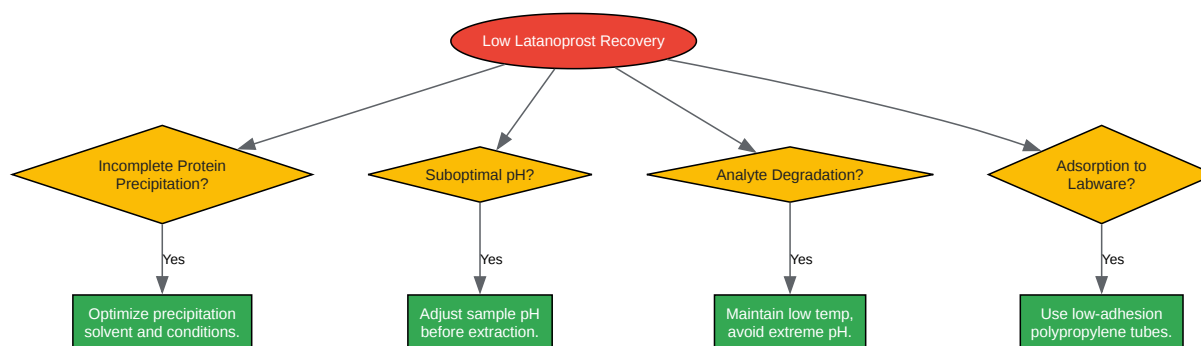 Low Latanoprost Recovery
Incomplete Protein
Precipitation?
Suboptimal pH?
Analyte Degradation?
Adsorption to
Labware?
Yes
Yes
Yes
Yes
Optimize precipitation
solvent and conditions.
Adjust sample pH
before extraction.
Maintain low temp,
avoid extreme pH.
Use low-adhesion
polypropylene tubes.